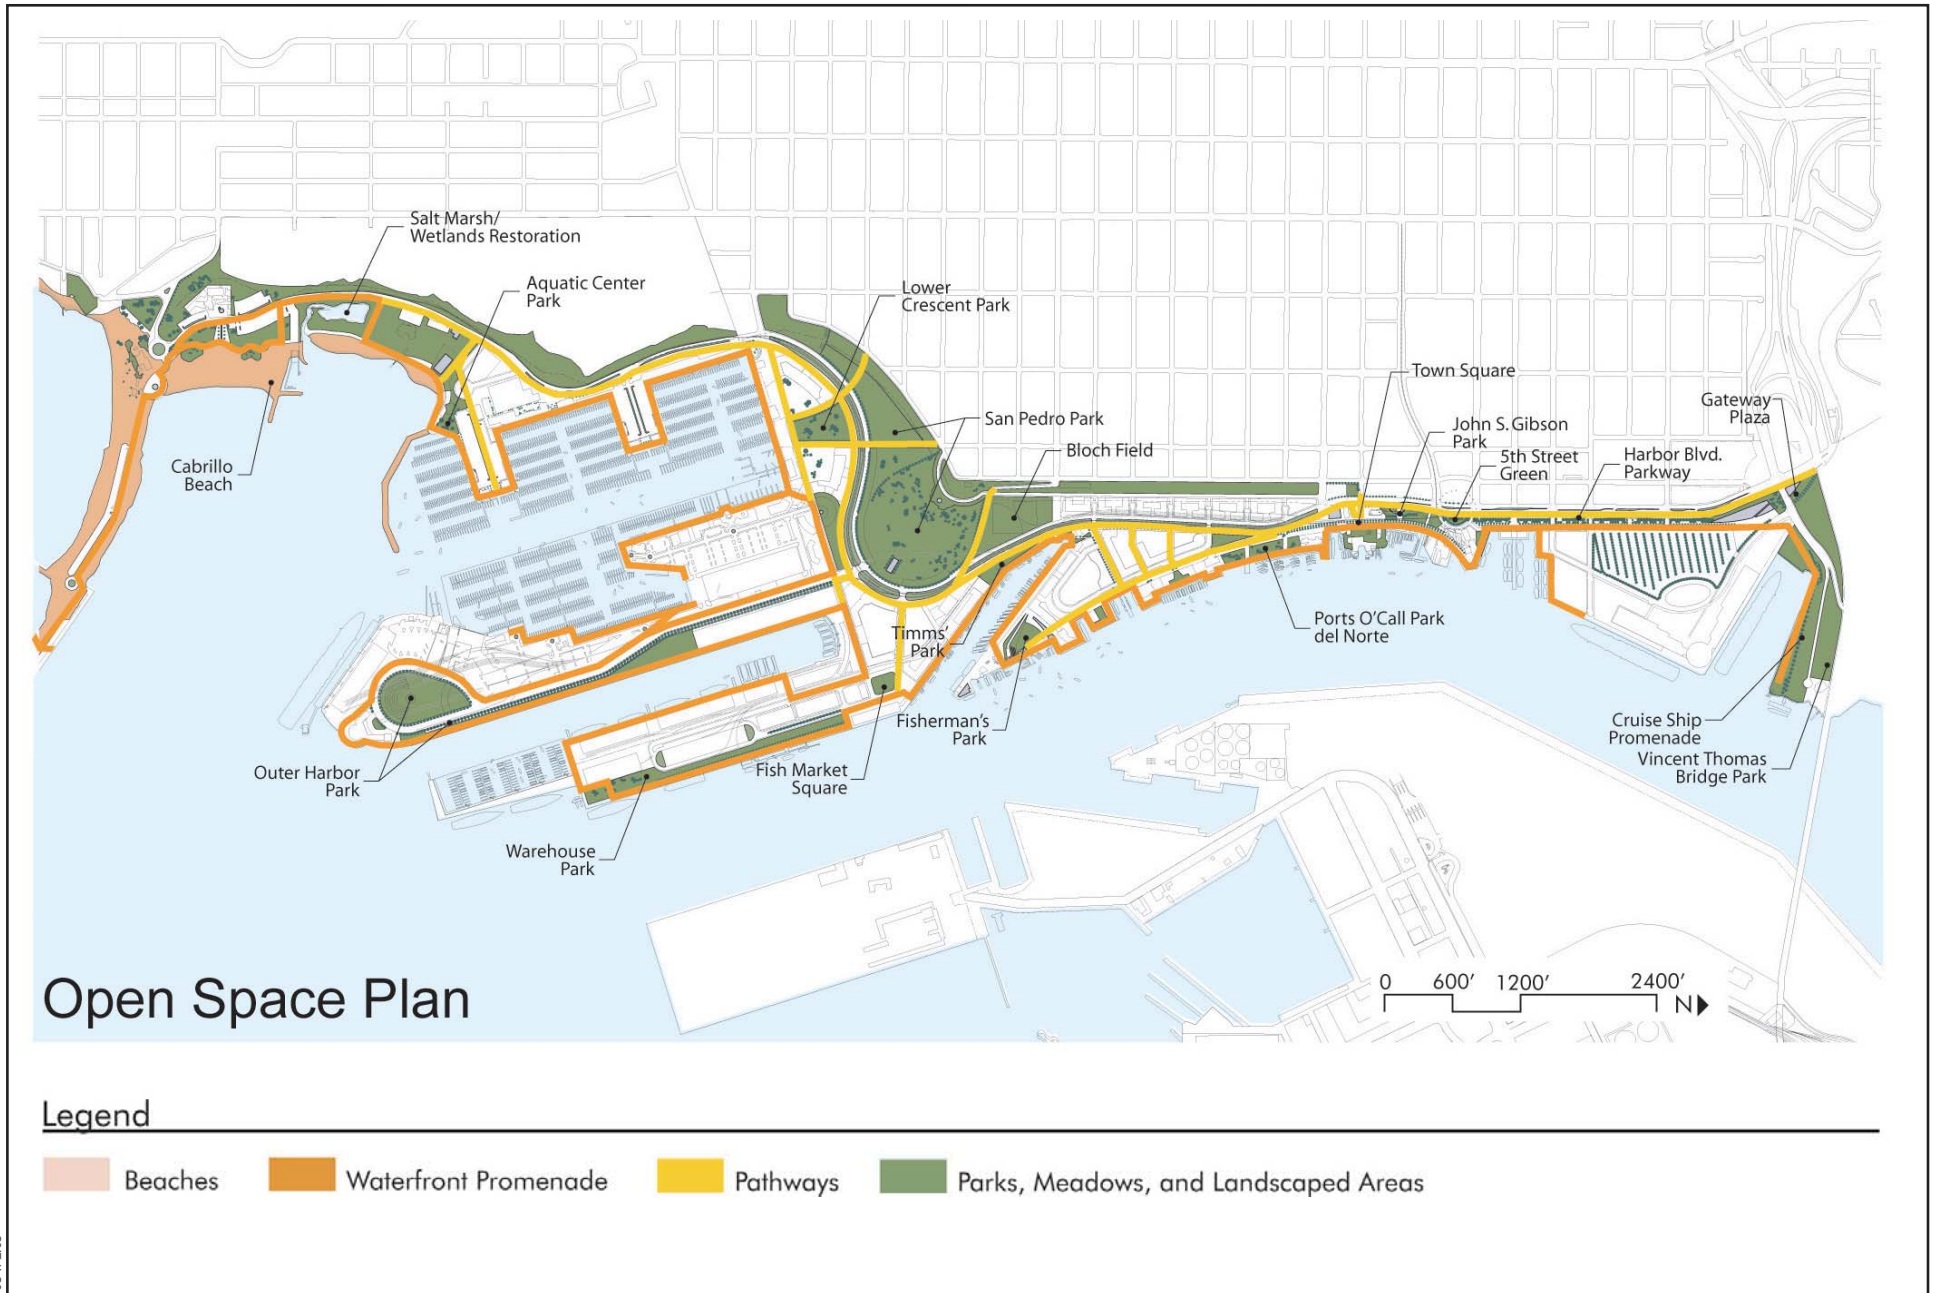 Salt Marsh/
Wetlands Restoration
Aquatic Center
Park
Lower
Crescent Park
San Pedro Park
Bloch Field
Town Square
John S. Gibson
Park
5th Street
Green
Harbor Blvd.
Parkway
Gateway
Plaza
Cabrillo
Beach
Timms'
Park
Ports O'Call Park
del Norte
Fisherman's
Park
Cruise Ship
Promenade
Vincent Thomas
Bridge Park
Outer Harbor
Park
Fish Market
Square
Warehouse
Park
Open Space Plan
0 600' 1200' 2400'
N
Legend
Beaches
Waterfront Promenade
Pathways
Parks, Meadows, and Landscaped Areas